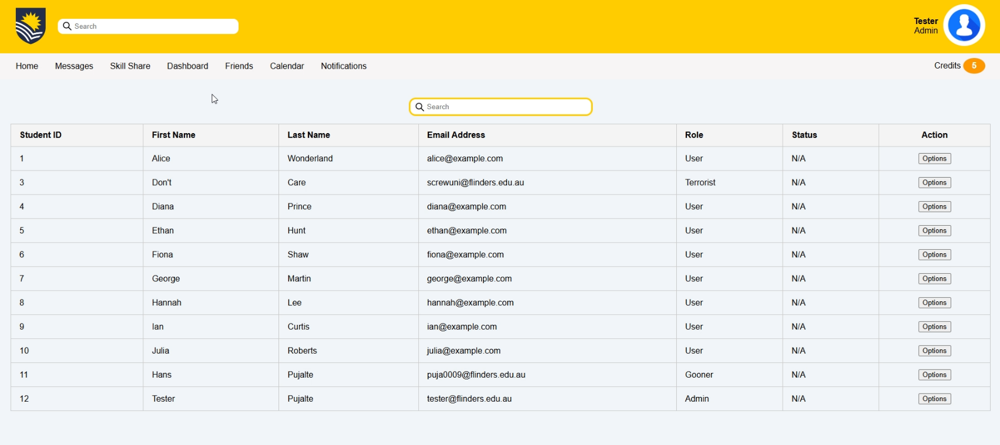 Search
Tester
Admin
Home Messages Skill Share Dashboard Friends Calendar Notifications Credits 5
Search
Student ID First Name Last Name Email Address Role Status Action
1 Alice Wonderland alice@example.com User N/A Options
3 Don't Care screwuni@flinders.edu.au Terrorist N/A Options
4 Diana Prince diana@example.com User N/A Options
5 Ethan Hunt ethan@example.com User N/A Options
6 Fiona Shaw fiona@example.com User N/A Options
7 George Martin george@example.com User N/A Options
8 Hannah Lee hannah@example.com User N/A Options
9 Ian Curtis ian@example.com User N/A Options
10 Julia Roberts julia@example.com User N/A Options
11 Hans Pujalte puja0009@flinders.edu.au Gooner N/A Options
12 Tester Pujalte tester@flinders.edu.au Admin N/A Options